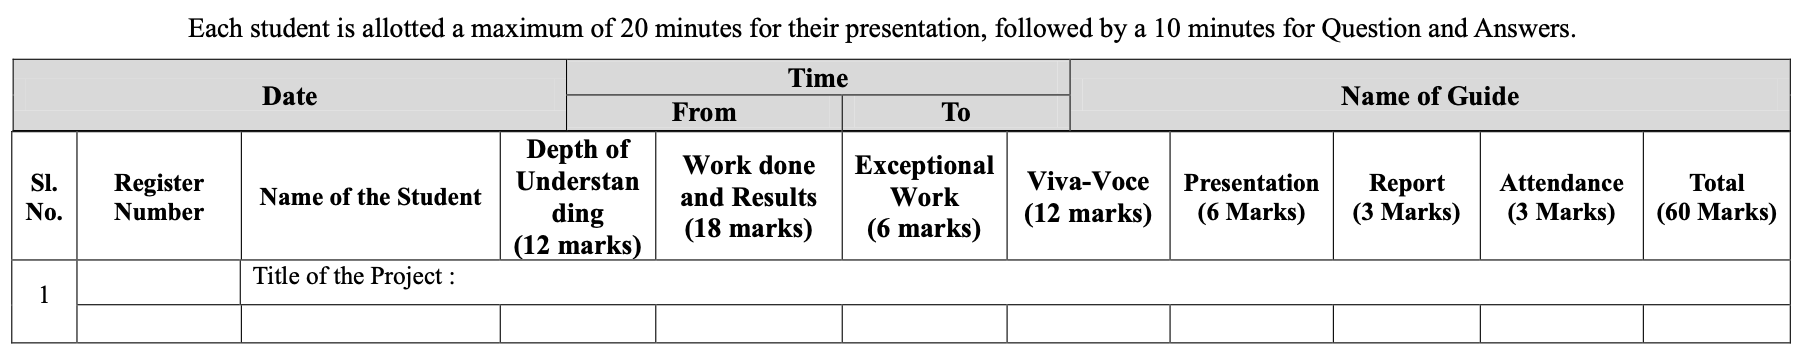 Each student is allotted a maximum of 20 minutes for their presentation, followed by a 10 minutes for Question and Answers.
Date
Time
From
To
Name of Guide
Sl.
No.
Register
Number
Name of the Student
Depth of
Understan
ding
(12 marks)
Work done
and Results
(18 marks)
Exceptional
Work
(6 marks)
Viva-Voce
(12 marks)
Presentation
(6 Marks)
Report
(3 Marks)
Attendance
(3 Marks)
Total
(60 Marks)
1
Title of the Project :